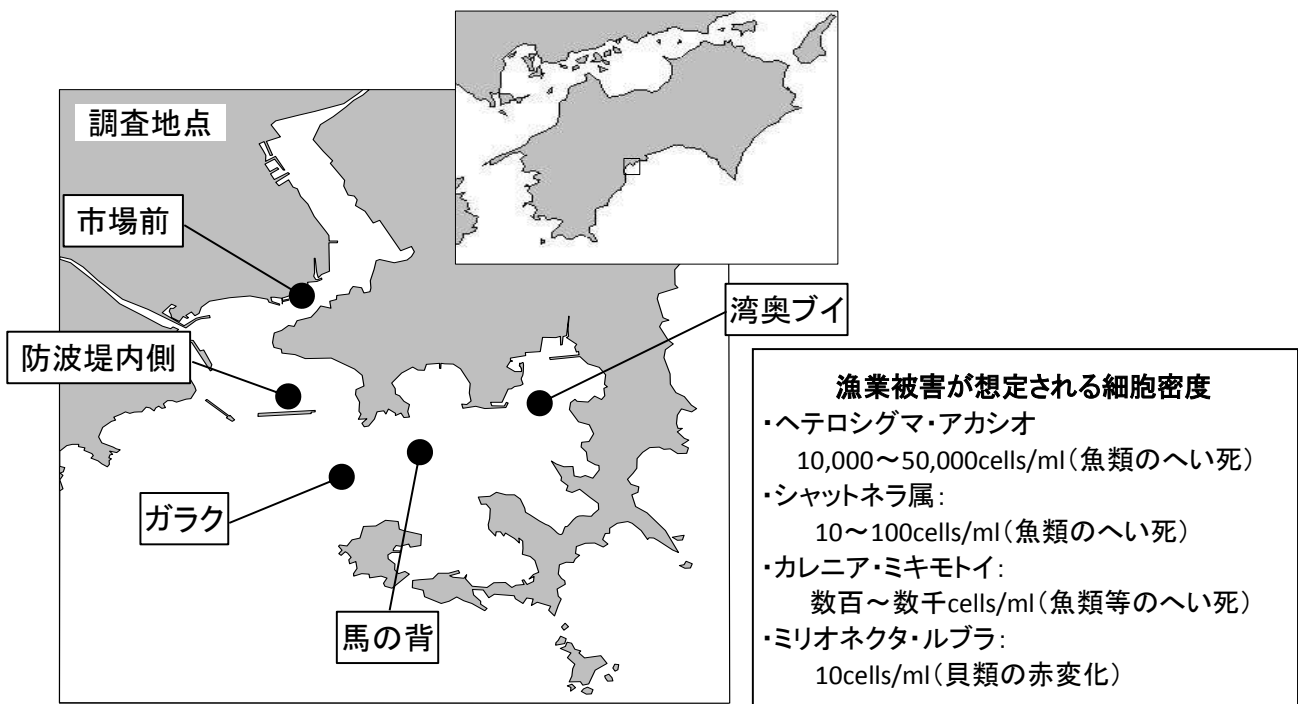 調査地点
市場前
湾奥ブイ
防波堤内側
ガラク
馬の背
漁業被害が想定される細胞密度
・ヘテロシグマ・アカシオ
10,000～50,000cells/ml(魚類のへい死)
・シャットネラ属:
10～100cells/ml(魚類のへい死)
・カレニア・ミキモトイ:
数百～数千cells/ml(魚類等のへい死)
・ミリオネクタ・ルブラ:
10cells/ml(貝類の赤変化)